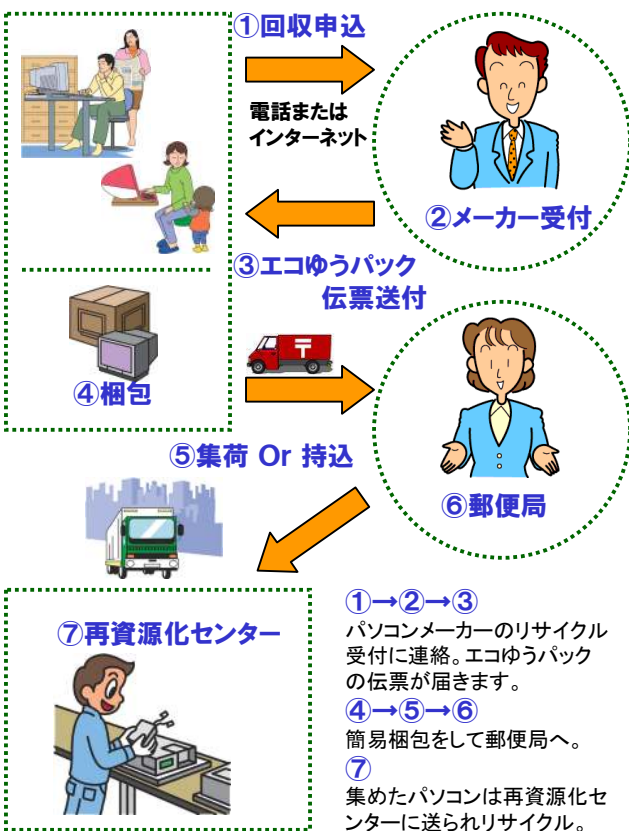 ①回収申込
電話または
インターネット
②メーカー受付
③エコゆうパック
伝票送付
〒
④梱包
⑤集荷 Or 持込
⑥郵便局
⑦再資源化センター
①→②→③
パソコンメーカーのリサイクル
受付に連絡。エコゆうパック
の伝票が届きます。
④→⑤→⑥
簡易梱包をして郵便局へ。
⑦
集めたパソコンは再資源化セ
ンターに送られリサイクル。